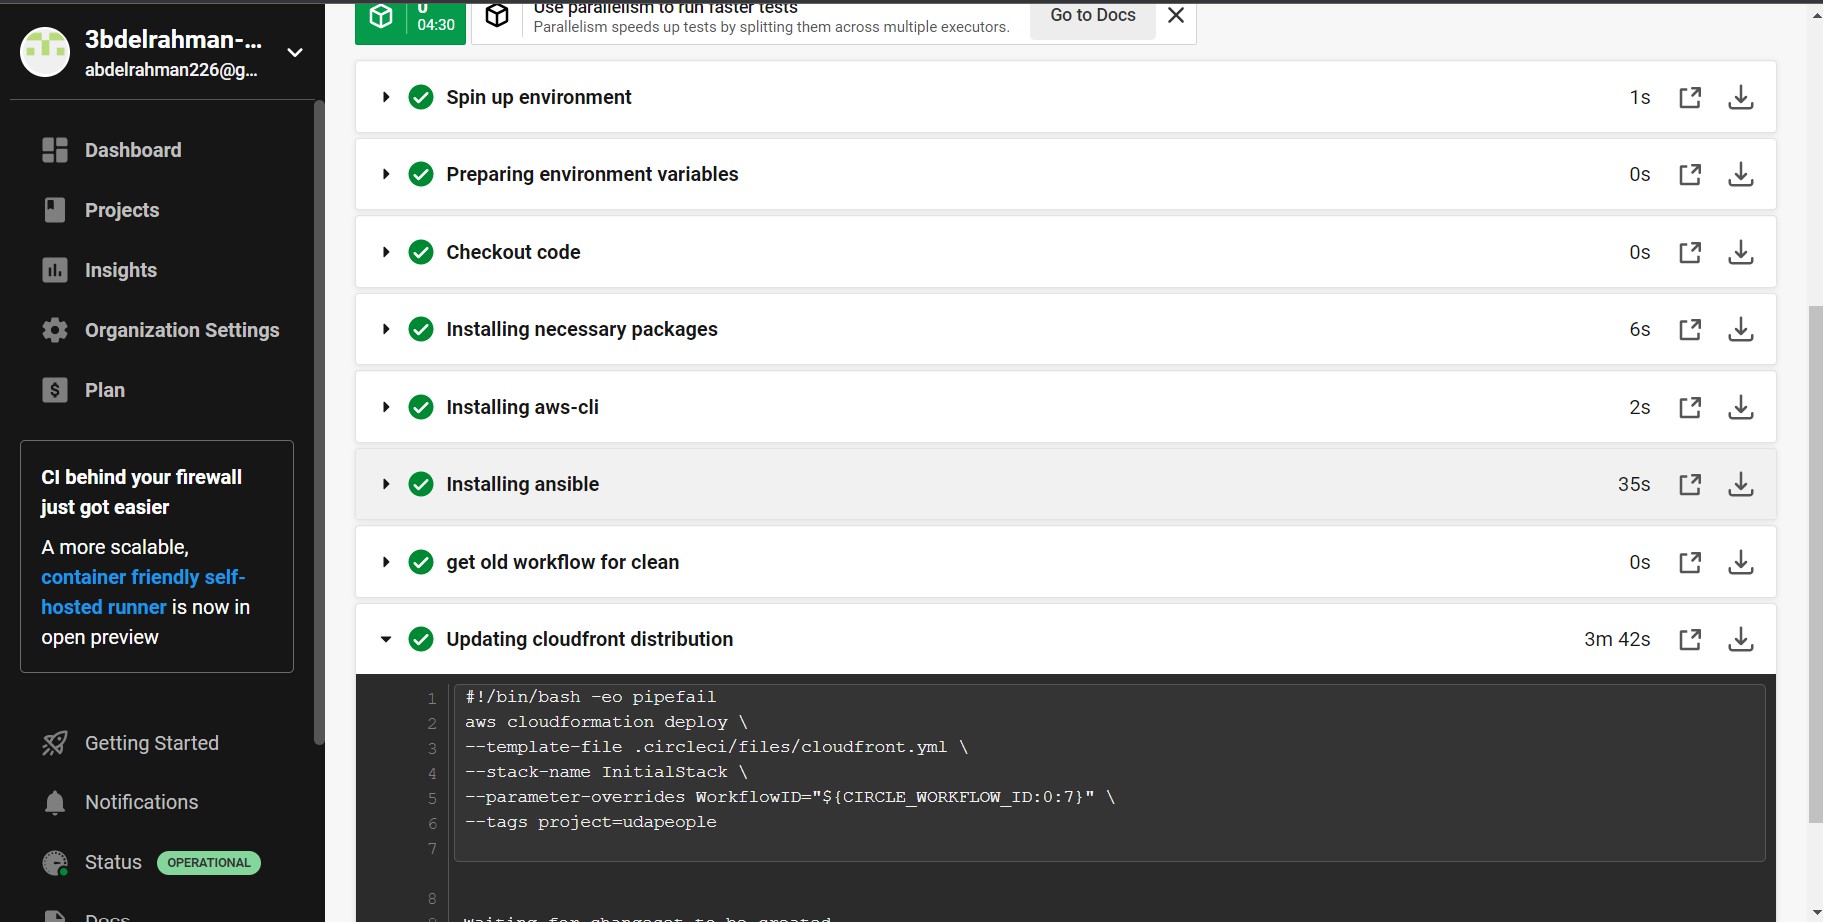 3bdelrahman-...
abdelrahman226@g...
Dashboard
Projects
Insights
Organization Settings
Plan
CI behind your firewall
just got easier
A more scalable,
container friendly self-
hosted runner is now in
open preview
Getting Started
Notifications
Status OPERATIONAL
Docs
0
04:30
Use parallelism to run faster tests
Parallelism speeds up tests by splitting them across multiple executors.
Go to Docs
Spin up environment 1s
Preparing environment variables 0s
Checkout code 0s
Installing necessary packages 6s
Installing aws-cli 2s
Installing ansible 35s
get old workflow for clean 0s
Updating cloudfront distribution 3m 42s
1 #!/bin/bash -eo pipefail
2 aws cloudformation deploy \
3 --template-file .circleci/files/cloudfront.yml \
4 --stack-name InitialStack \
5 --parameter-overrides WorkflowID="${CIRCLE_WORKFLOW_ID:0:7}" \
6 --tags project=udapeople
7
8
9 Waiting for changeset to be created